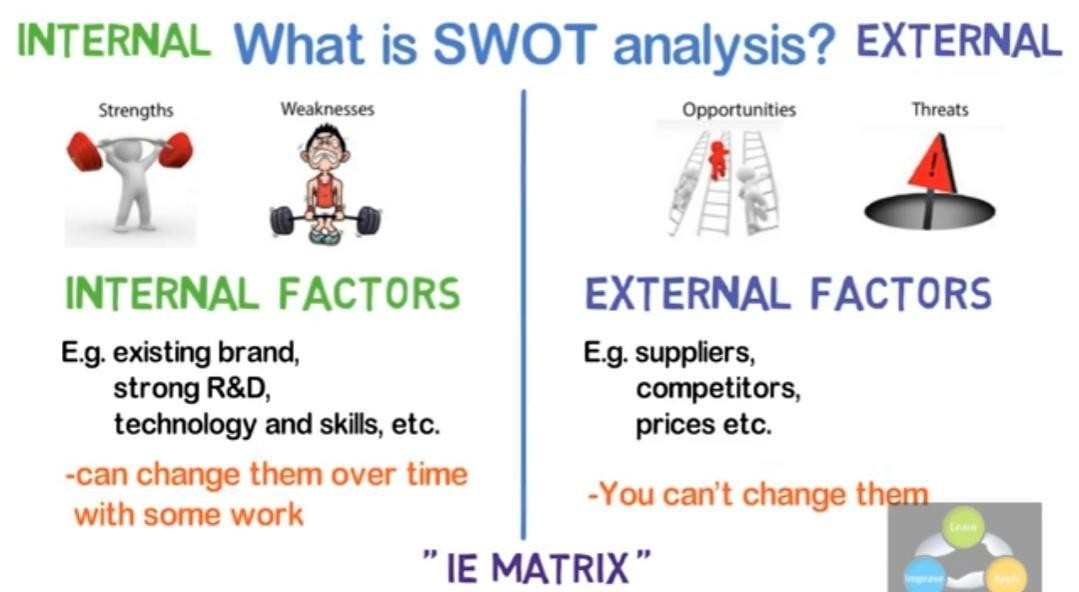 INTERNAL What is SWOT analysis? EXTERNAL
Strengths Weaknesses
Opportunities Threats
!
INTERNAL FACTORS
E.g. existing brand,
strong R&D,
technology and skills, etc.
-can change them over time
with some work
EXTERNAL FACTORS
E.g. suppliers,
competitors,
prices etc.
-You can't change them
"IE MATRIX"
Learn
Improve
Apply